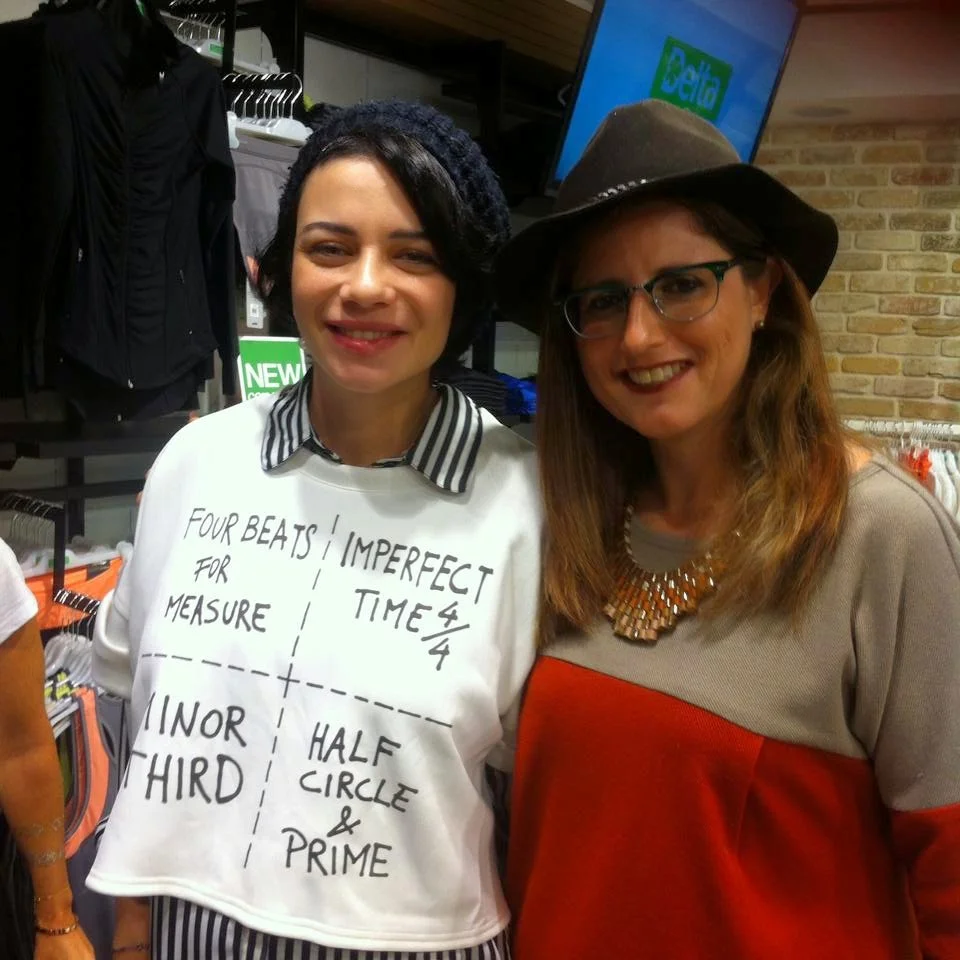 Delta
NEW
FOUR BEATS
FOR
MEASURE
IMPERFECT
TIME 4/4
INOR
THIRD
HALF
CIRCLE
&
PRIME